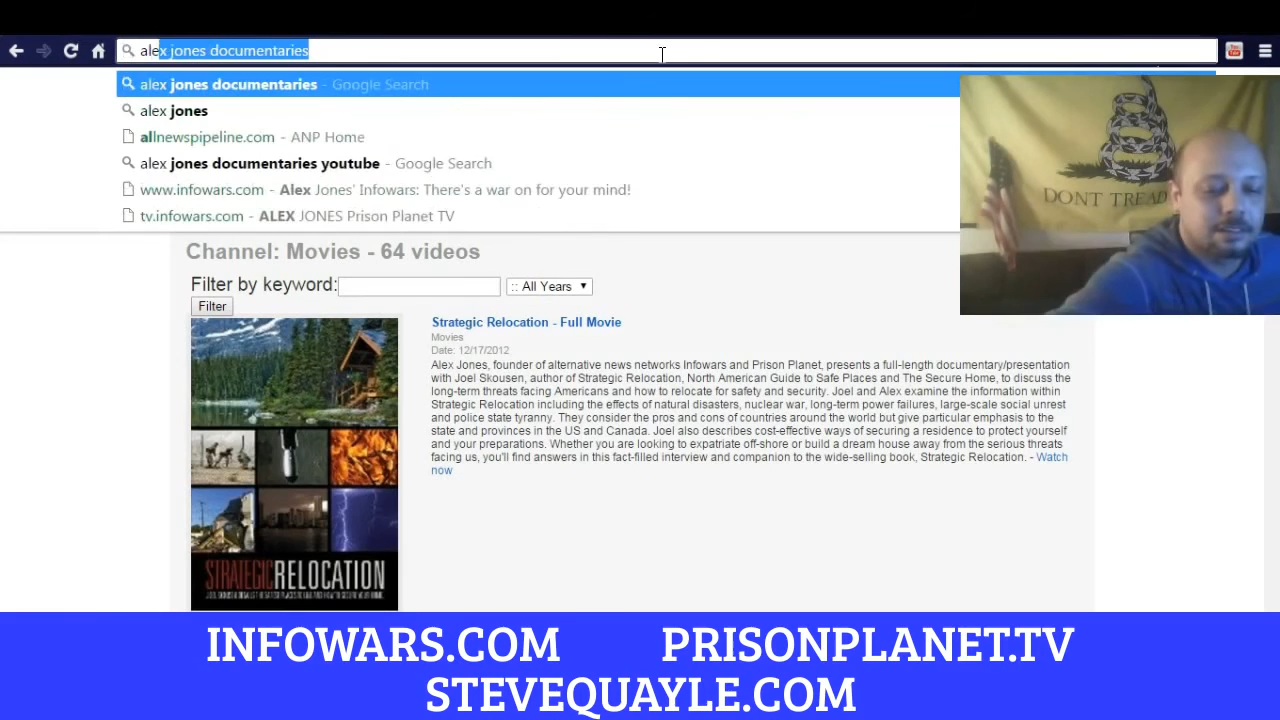 alex jones documentaries
alex jones documentaries - Google Search
alex jones
allnewspipeline.com - ANP Home
alex jones documentaries youtube - Google Search
www.infowars.com - Alex Jones' Infowars: There's a war on for your mind!
tv.infowars.com - ALEX JONES Prison Planet TV
DONT TREAD
Channel: Movies - 64 videos
Filter by keyword: :: All Years
Filter
Strategic Relocation - Full Movie
Movies
Date: 12/17/2012
Alex Jones, founder of alternative news networks Infowars and Prison Planet, presents a full-length documentary/presentation
with Joel Skousen, author of Strategic Relocation, North American Guide to Safe Places and The Secure Home, to discuss the
long-term threats facing Americans and how to relocate for safety and security. Joel and Alex examine the information within
Strategic Relocation including the effects of natural disasters, nuclear war, long-term power failures, large-scale social unrest
and police state tyranny. They consider the pros and cons of countries around the world but give particular emphasis to the
state and provinces in the US and Canada. Joel also describes cost-effective ways of securing a residence to protect yourself
and your preparations. Whether you are looking to expatriate off-shore or build a dream house away from the serious threats
facing us, you'll find answers in this fact-filled interview and companion to the wide-selling book, Strategic Relocation. - Watch
now
STRATEGIC RELOCATION
INFOWARS.COM PRISONPLANET.TV
STEVEQUAYLE.COM